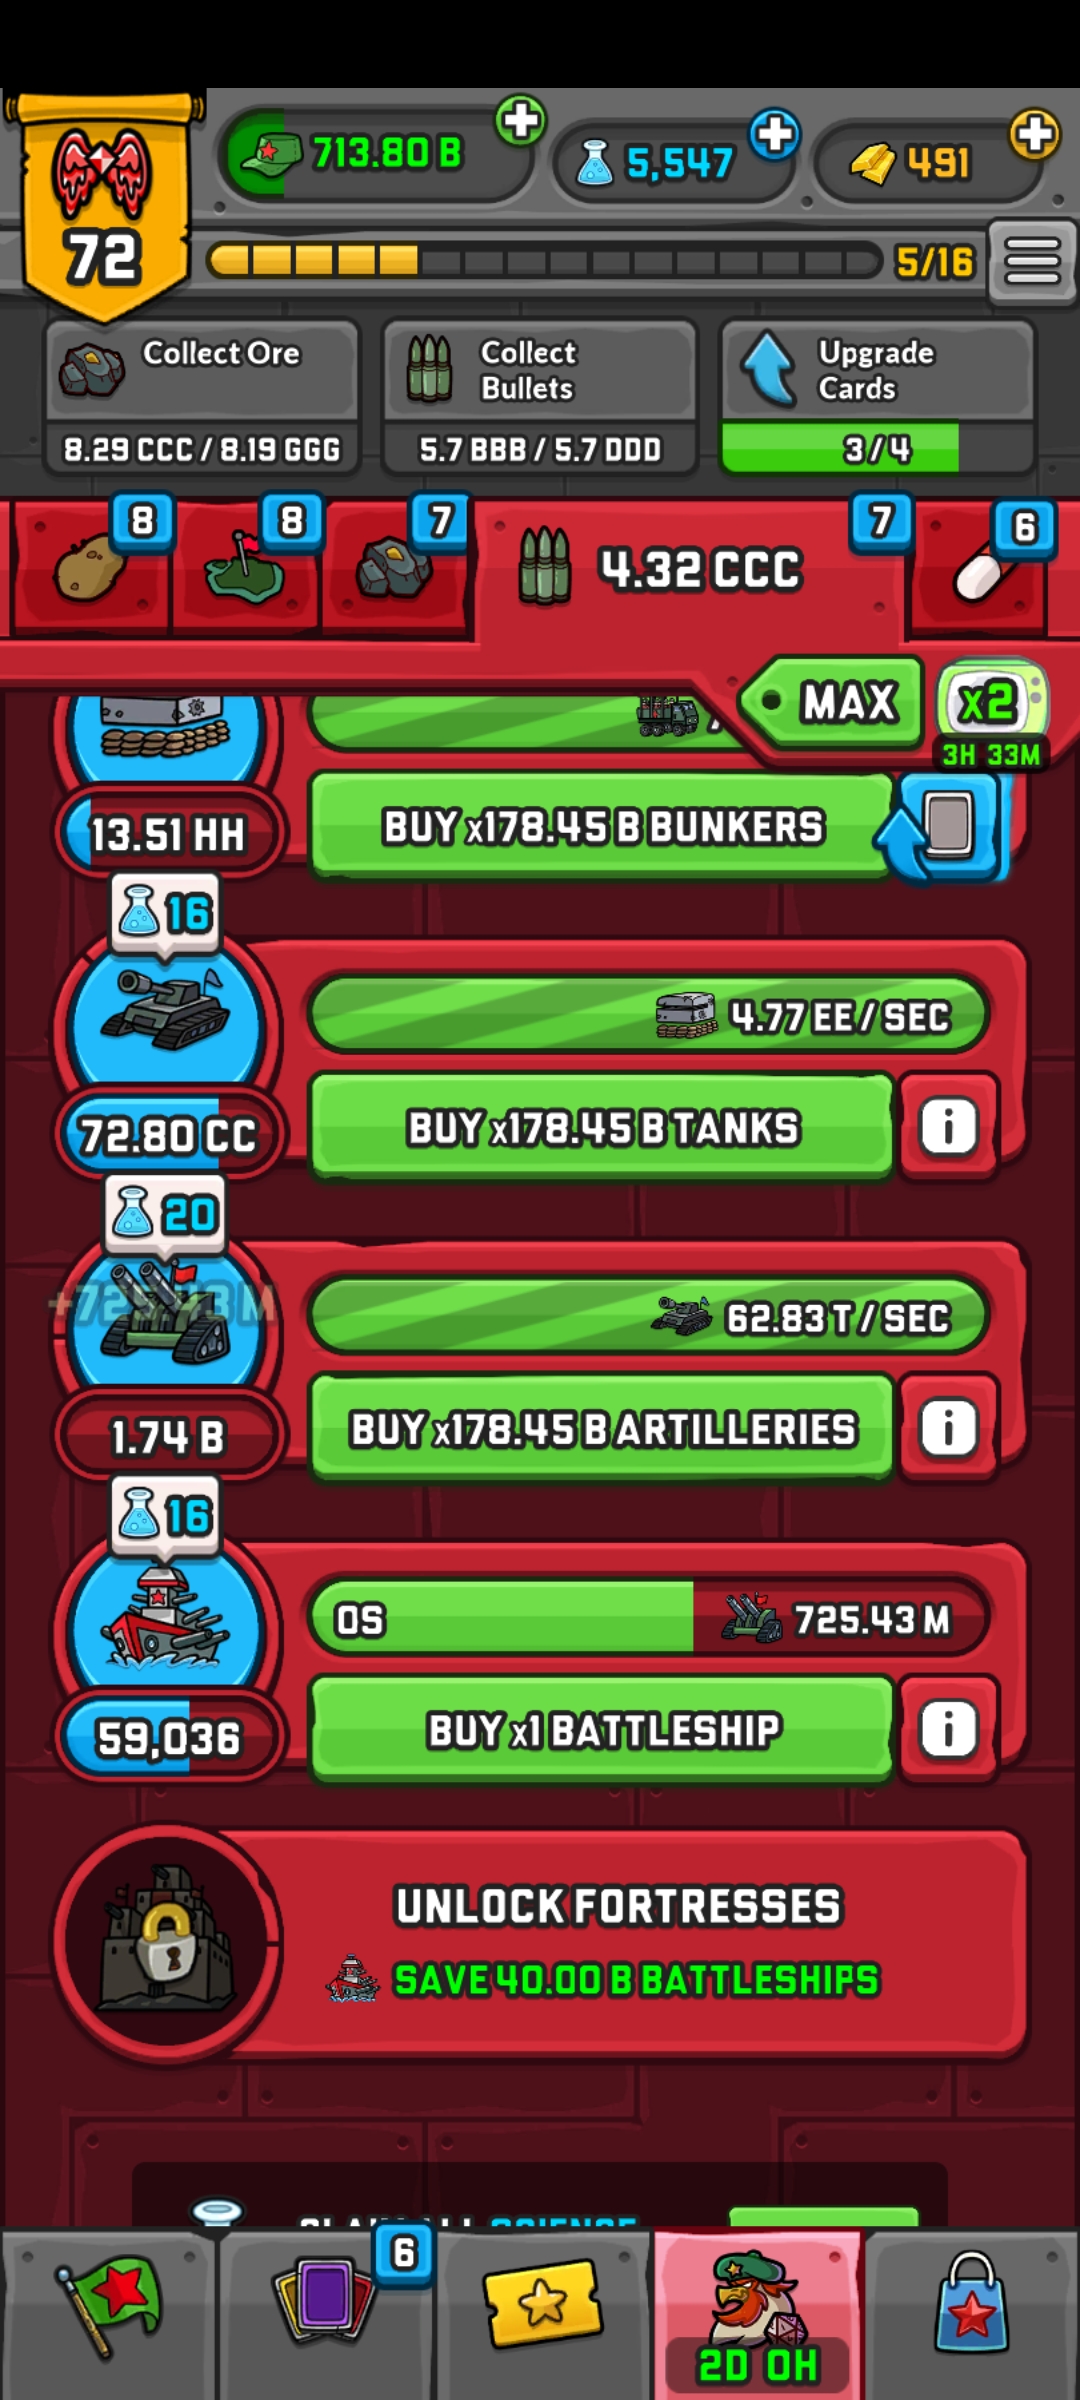 713.80 B
5,547
491
72
5/16
Collect Ore
8.29 CCC / 8.19 GGG
Collect
Bullets
5.7 BBB / 5.7 DDD
Upgrade
Cards
3/4
8
8
7
4.32 CCC
7
6
MAX
x2
3H 33M
13.51 HH
BUY x178.45 B BUNKERS
16
4.77 EE / SEC
72.80 CC
BUY x178.45 B TANKS
20
62.83 T / SEC
1.74 B
BUY x178.45 B ARTILLERIES
16
0S
725.43 M
59,036
BUY x1 BATTLESHIP
UNLOCK FORTRESSES
SAVE 40.00 B BATTLESHIPS
6
2D 0H